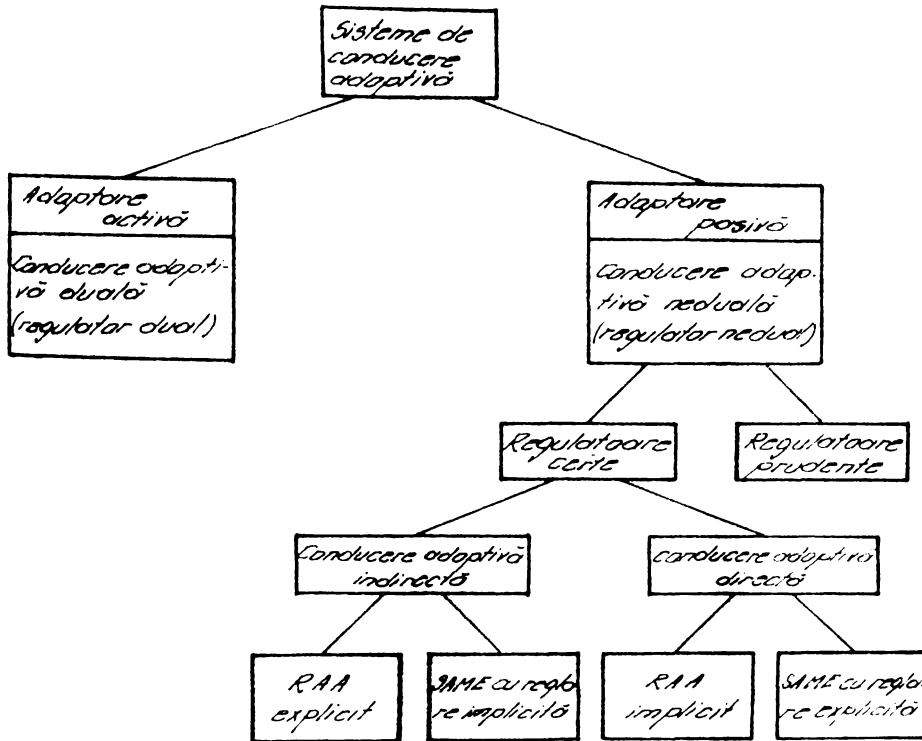 Sisteme de
conducere
adaptivă
Adaptare
activă
Conducere adapti-
vă duală
(regulator dual)
Adaptare
pasivă
Conducere adap-
tivă neduală
(regulator nedual)
Regulatoare
certe
Regulatoare
prudente
Conducere adaptivă
indirectă
conducere adaptivă
directă
RAA
explicit
SAME cu regla-
re implicită
RAA
implicit
SAME cu regla-
re explicită